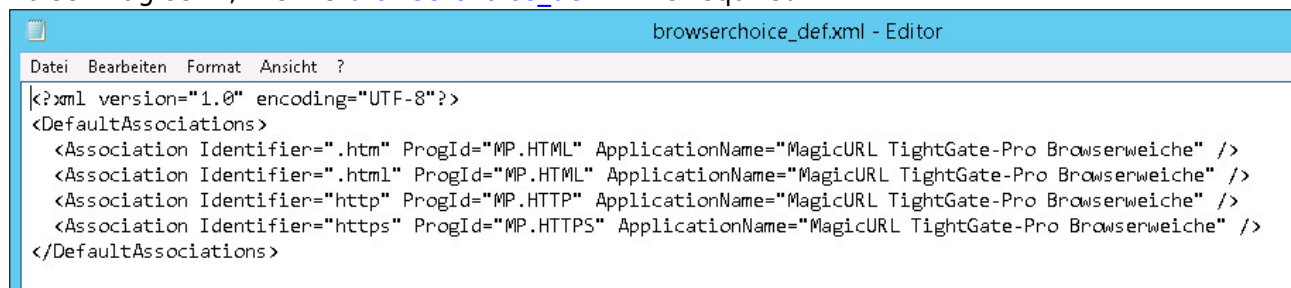 browserchoice_def.xml - Editor
Datei Bearbeiten Format Ansicht ?
<?xml version="1.0" encoding="UTF-8"?>
<DefaultAssociations>
  <Association Identifier=".htm" ProgId="MP.HTML" ApplicationName="MagicURL TightGate-Pro Browserweiche" />
  <Association Identifier=".html" ProgId="MP.HTML" ApplicationName="MagicURL TightGate-Pro Browserweiche" />
  <Association Identifier="http" ProgId="MP.HTTP" ApplicationName="MagicURL TightGate-Pro Browserweiche" />
  <Association Identifier="https" ProgId="MP.HTTPS" ApplicationName="MagicURL TightGate-Pro Browserweiche" />
</DefaultAssociations>